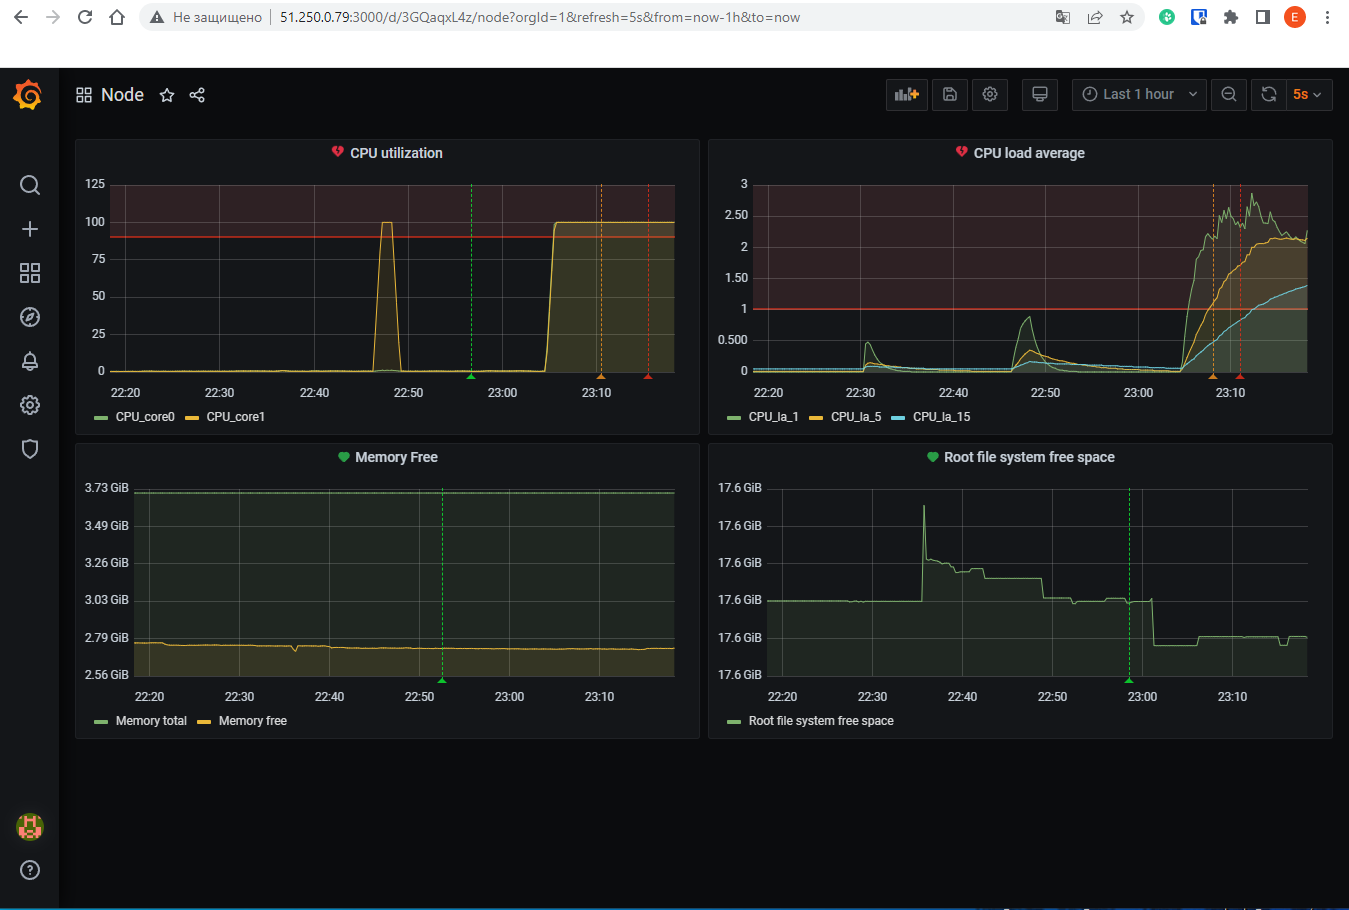 Не защищено 51.250.0.79:3000/d/3GQaqxL4z/node?orgId=1&refresh=5s&from=now-1h&to=now E
Node Last 1 hour 5s
CPU utilization
125
100
75
50
25
0
22:20 22:30 22:40 22:50 23:00 23:10
CPU_core0 CPU_core1
CPU load average
3
2.50
2
1.50
1
0.500
0
22:20 22:30 22:40 22:50 23:00 23:10
CPU_la_1 CPU_la_5 CPU_la_15
Memory Free
3.73 GiB
3.49 GiB
3.26 GiB
3.03 GiB
2.79 GiB
2.56 GiB
22:20 22:30 22:40 22:50 23:00 23:10
Memory total Memory free
Root file system free space
17.6 GiB
17.6 GiB
17.6 GiB
17.6 GiB
17.6 GiB
17.6 GiB
22:20 22:30 22:40 22:50 23:00 23:10
Root file system free space